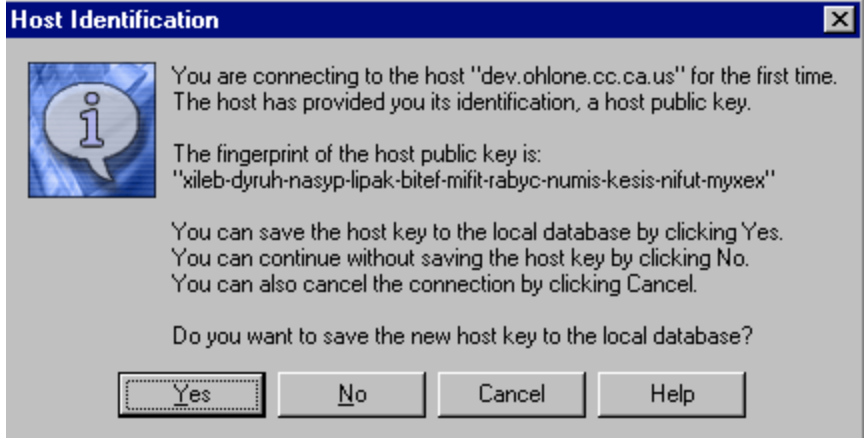 Host Identification
You are connecting to the host "dev.ohlone.cc.ca.us" for the first time.
The host has provided you its identification, a host public key.
The fingerprint of the host public key is:
"xileb-dyruh-nasyp-lipak-bitef-mifit-rabyc-numis-kesis-nifut-myxex"
You can save the host key to the local database by clicking Yes.
You can continue without saving the host key by clicking No.
You can also cancel the connection by clicking Cancel.
Do you want to save the new host key to the local database?
Yes No Cancel Help